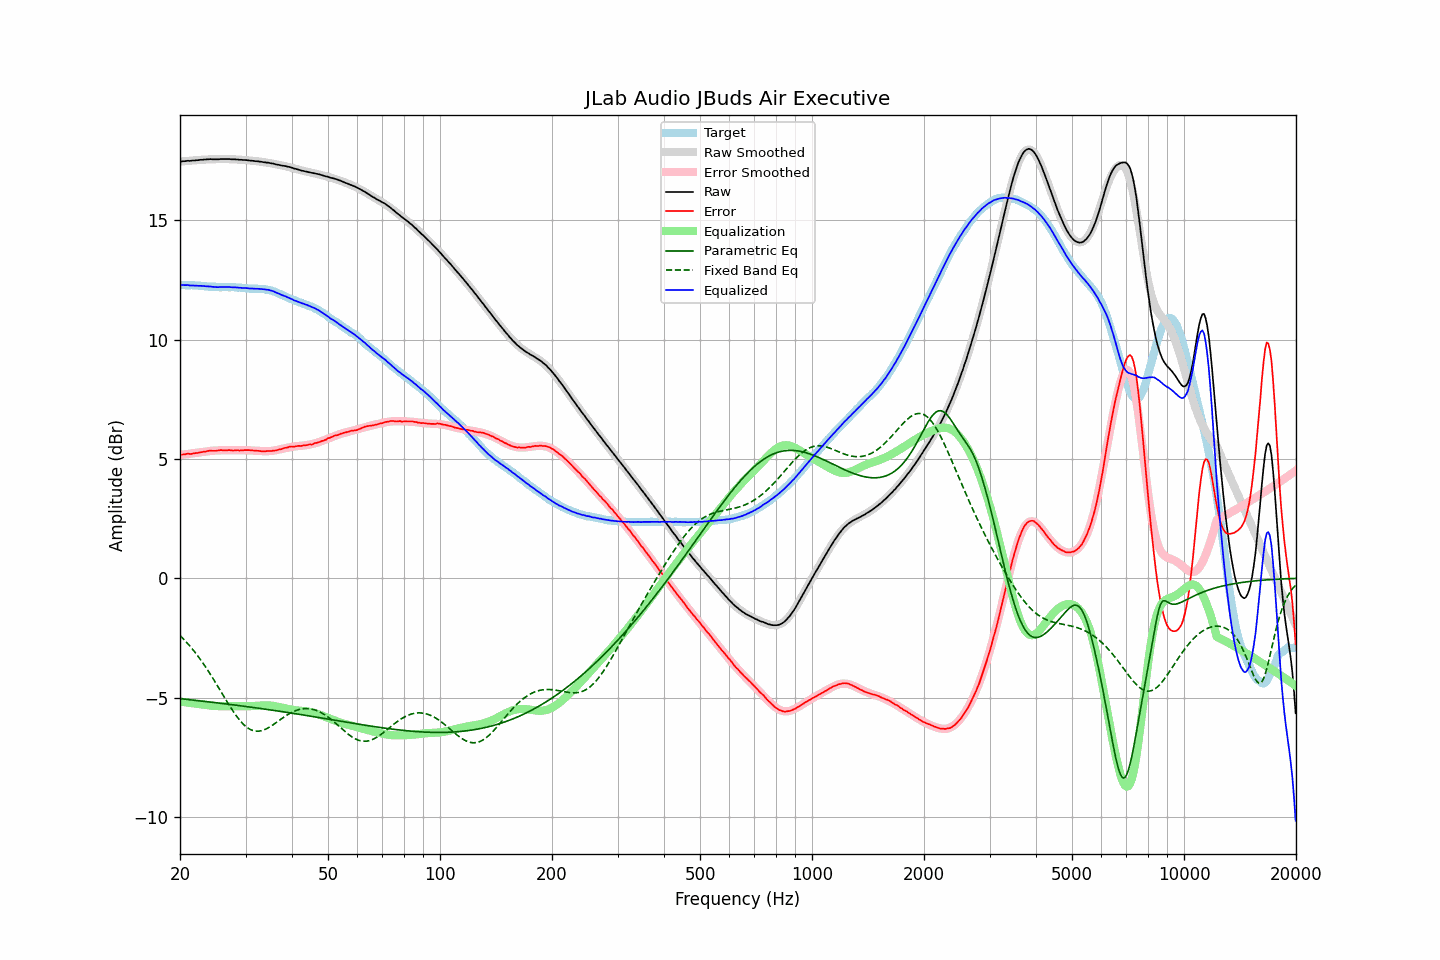 JLab Audio JBuds Air Executive
Target
Raw Smoothed
Error Smoothed
Raw
Error
Equalization
Parametric Eq
Fixed Band Eq
Equalized
Amplitude (dBr)
15
10
5
0
−5
−10
20
50
100
200
500
1000
2000
5000
10000
20000
Frequency (Hz)